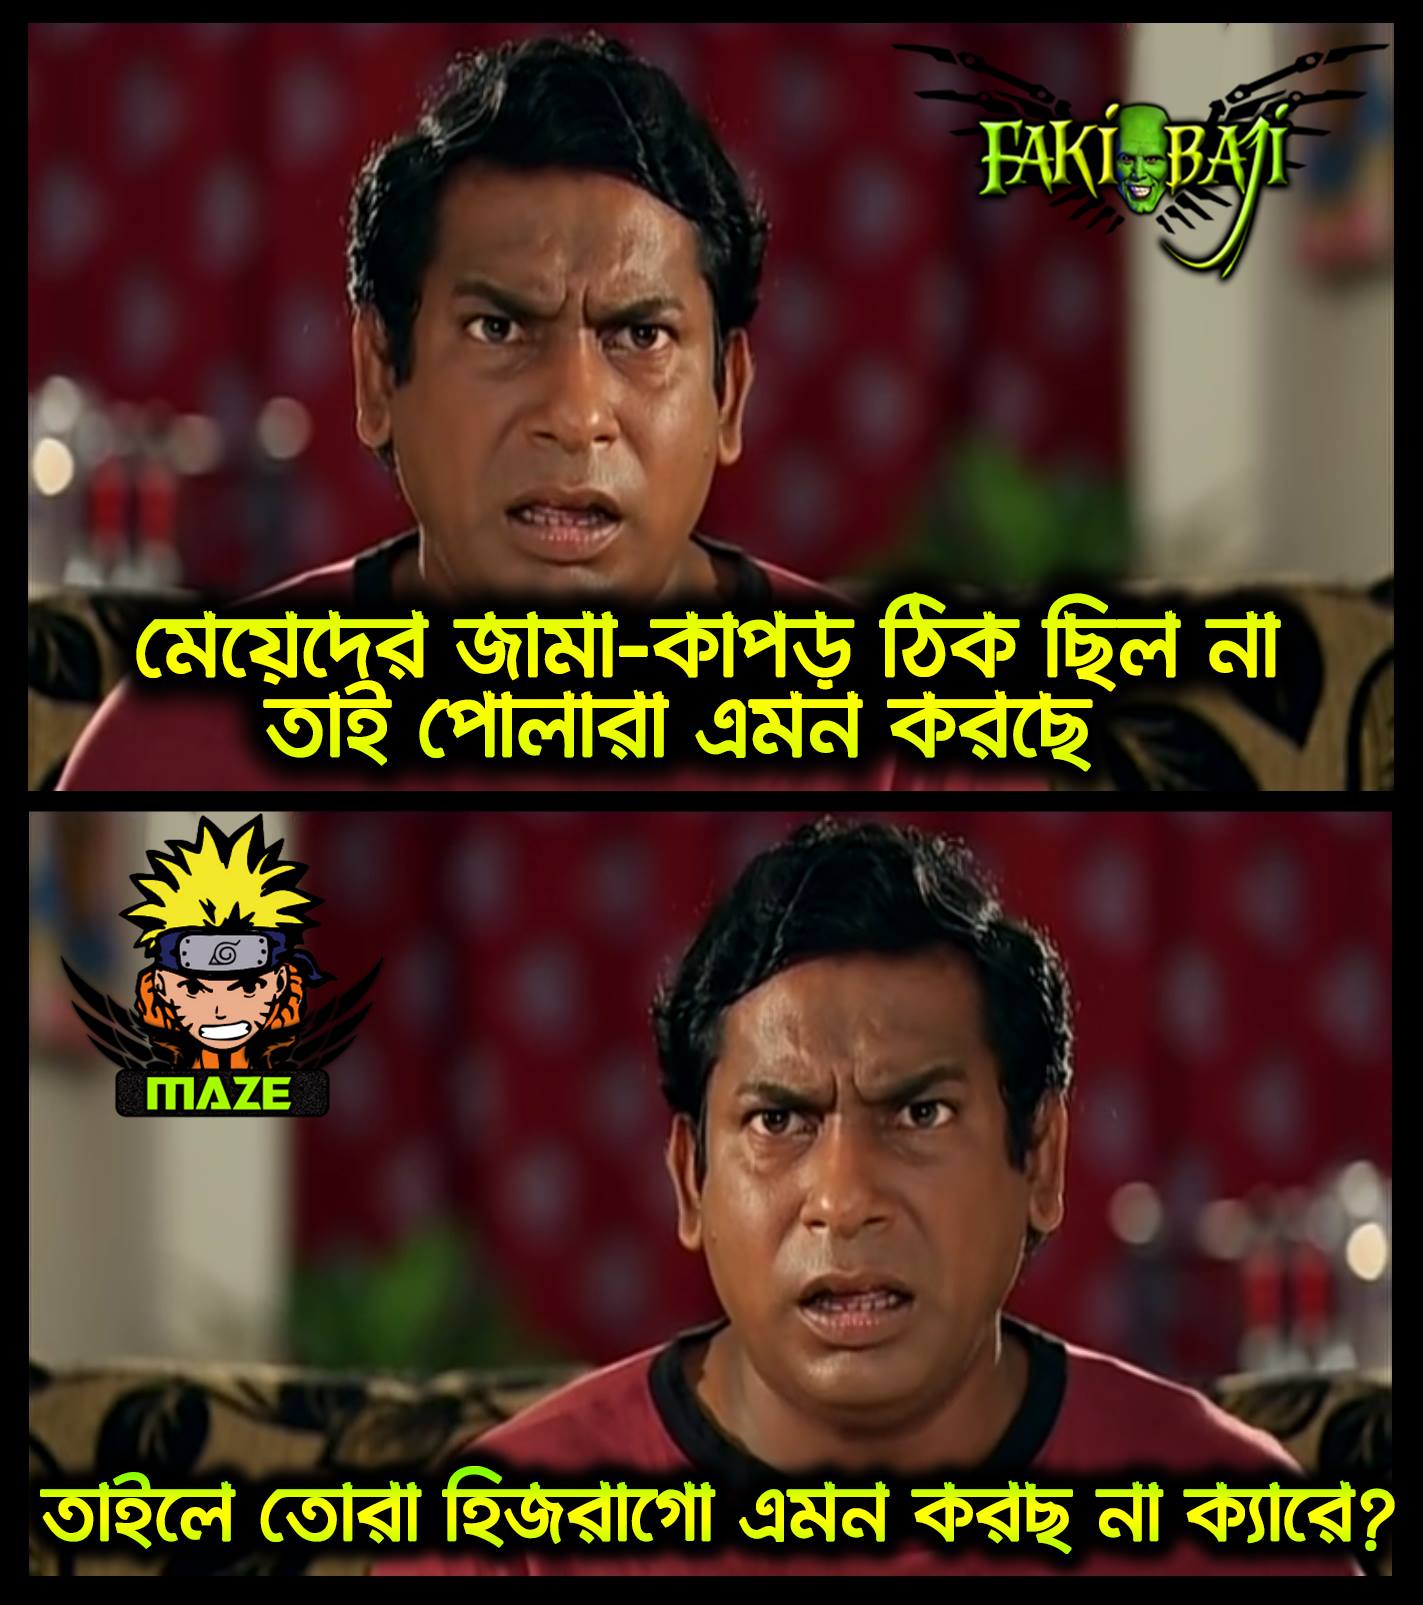 FAKIBAJI
মেয়েদের জামা-কাপড় ঠিক ছিল না
তাই পোলারা এমন করছে
MAZE
তাইলে তোরা হিজরাগো এমন করছ না ক্যারে?